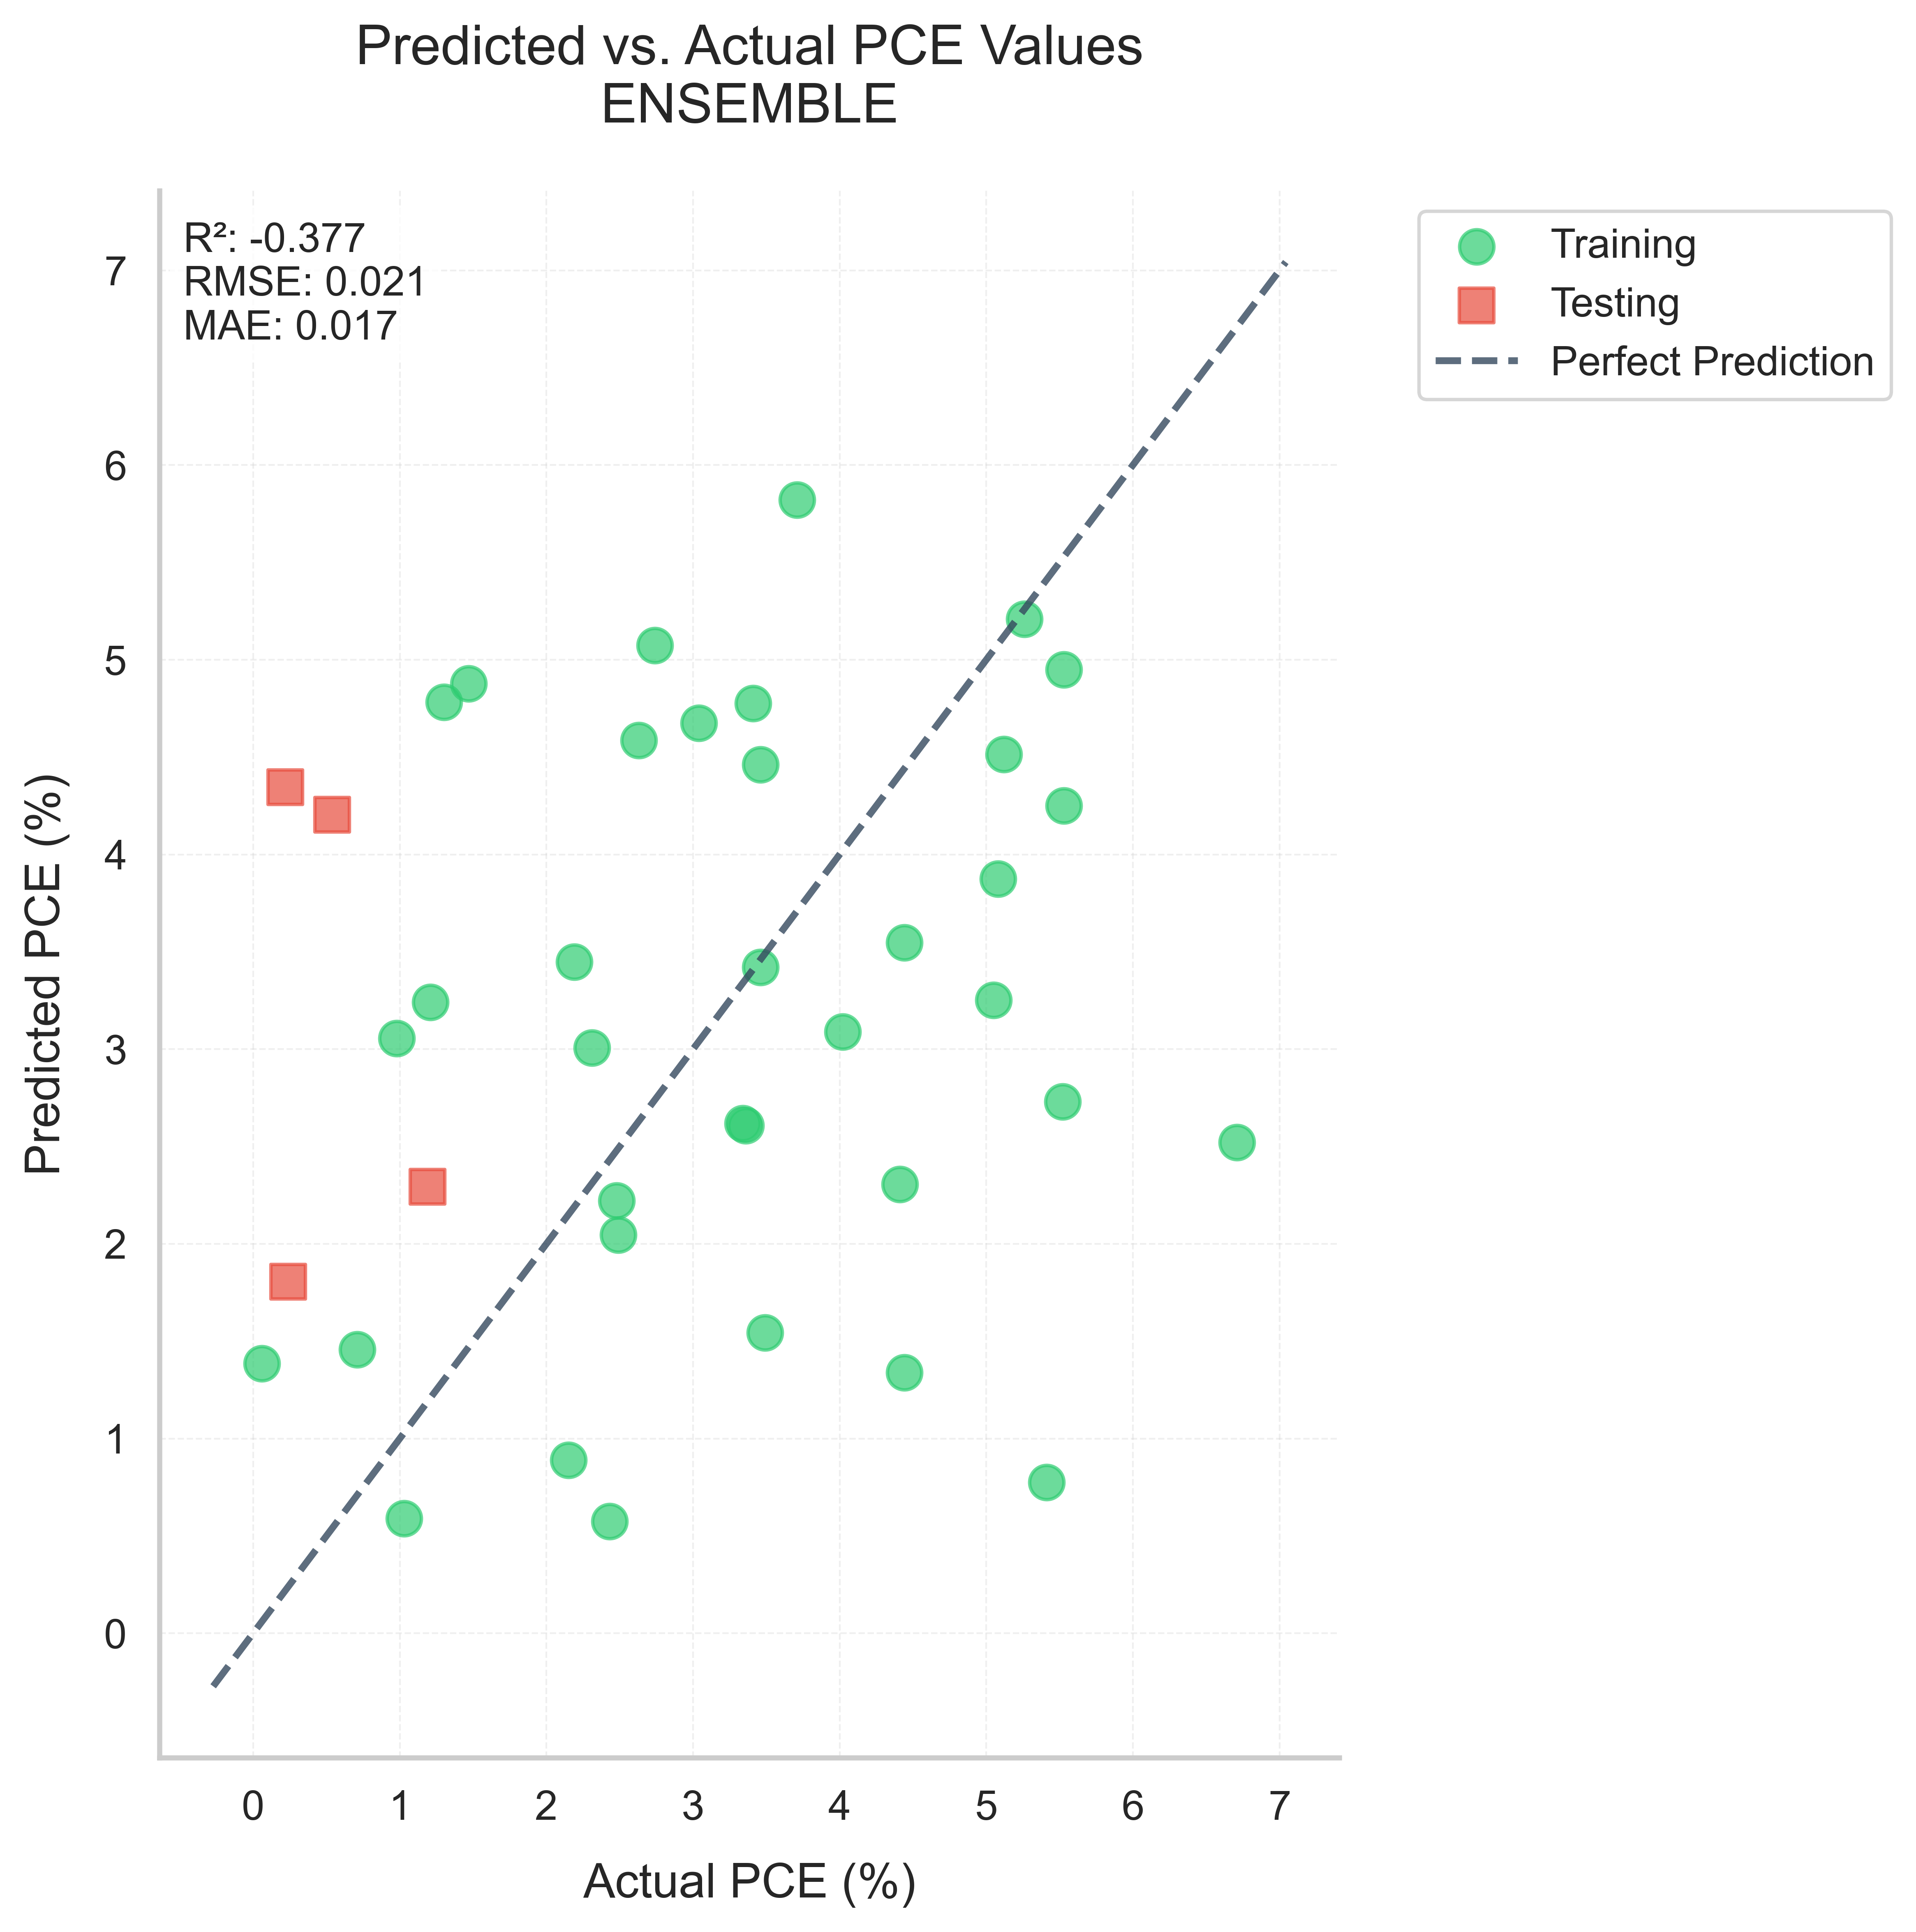 Predicted vs. Actual PCE Values
ENSEMBLE
R²: -0.377
RMSE: 0.021
MAE: 0.017
Training
Testing
Perfect Prediction
Predicted PCE (%)
7
6
5
4
3
2
1
0
0 1 2 3 4 5 6 7
Actual PCE (%)